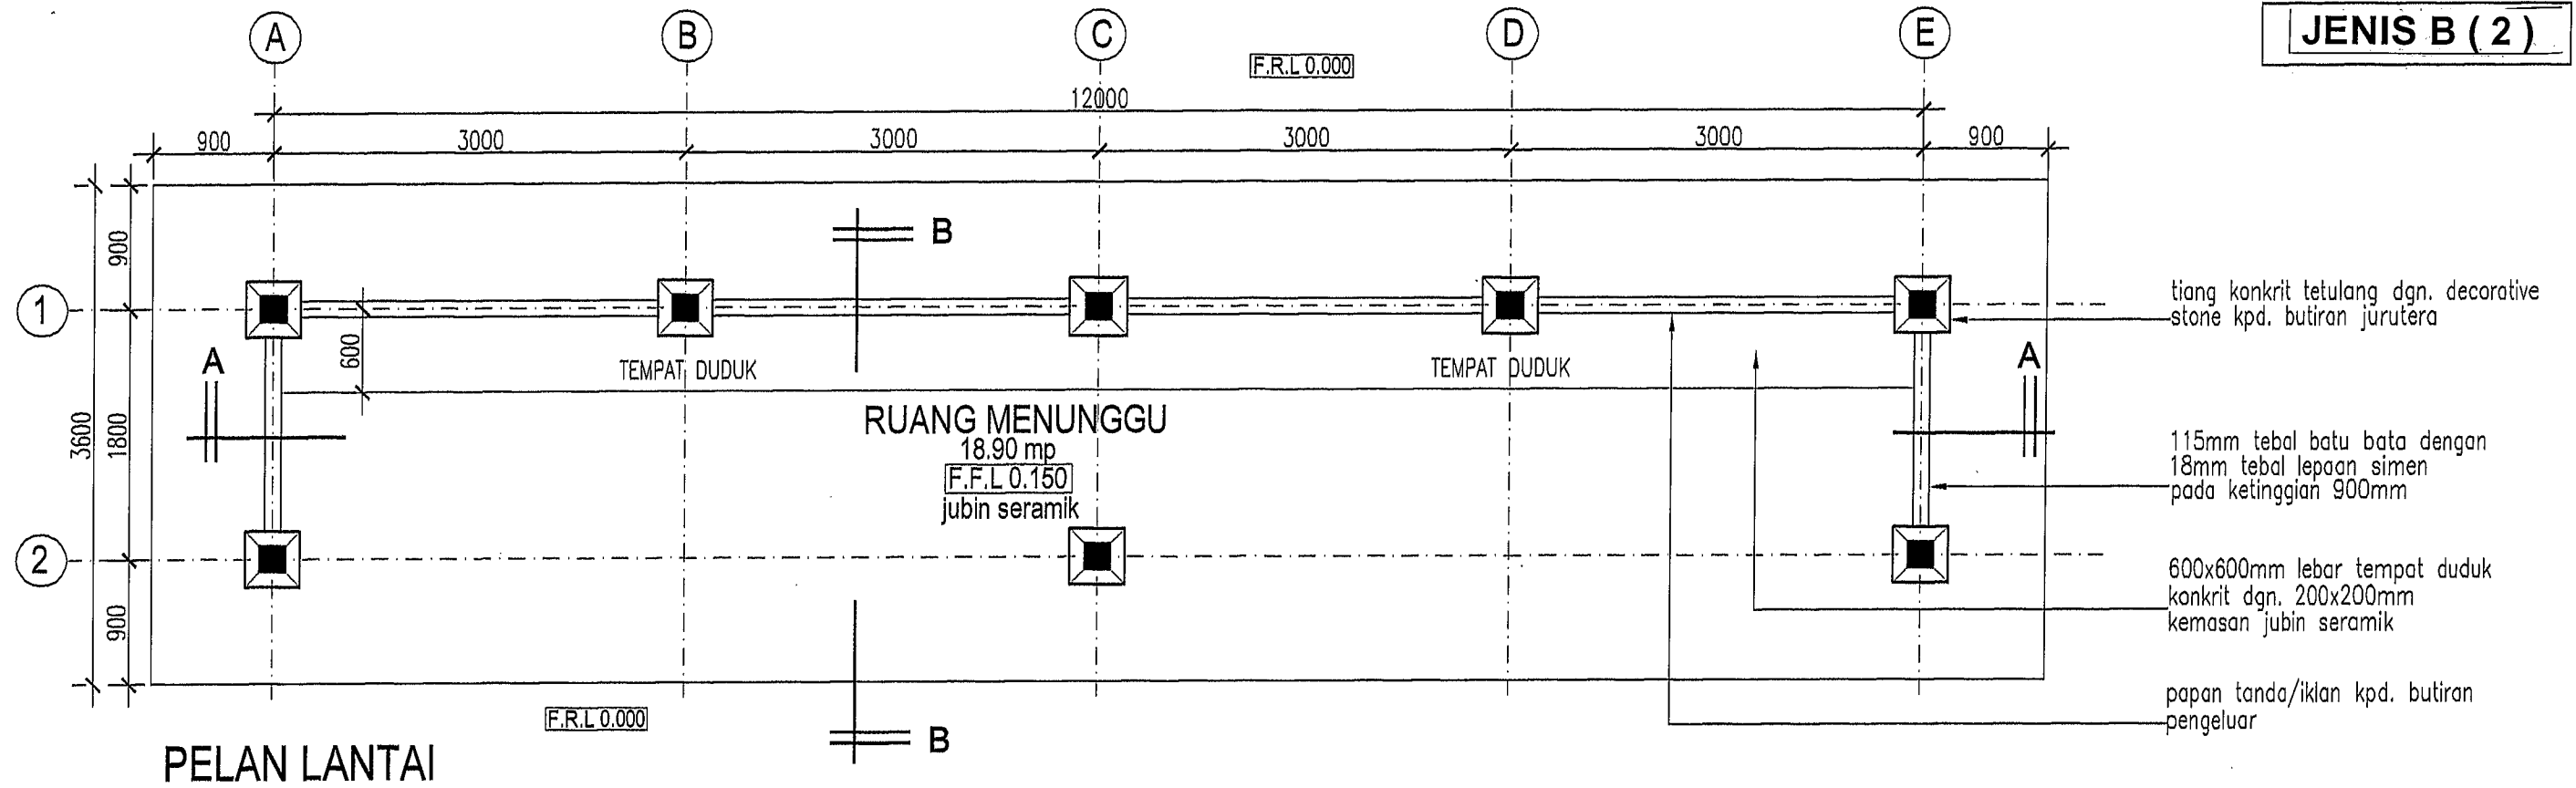 JENIS B ( 2 )
A
B
C
D
E
F.R.L 0.000
12000
900
3000
3000
3000
3000
900
900
B
1
600
A
TEMPAT DUDUK
TEMPAT DUDUK
A
3600
1800
RUANG MENUNGGU
18.90 mp
F.F.L 0.150
jubin seramik
2
900
F.R.L 0.000
B
PELAN LANTAI
tiang konkrit tetulang dgn. decorative
stone kpd. butiran jurutera
115mm tebal batu bata dengan
18mm tebal lepaan simen
pada ketinggian 900mm
600x600mm lebar tempat duduk
konkrit dgn. 200x200mm
kemasan jubin seramik
papan tanda/iklan kpd. butiran
pengeluar